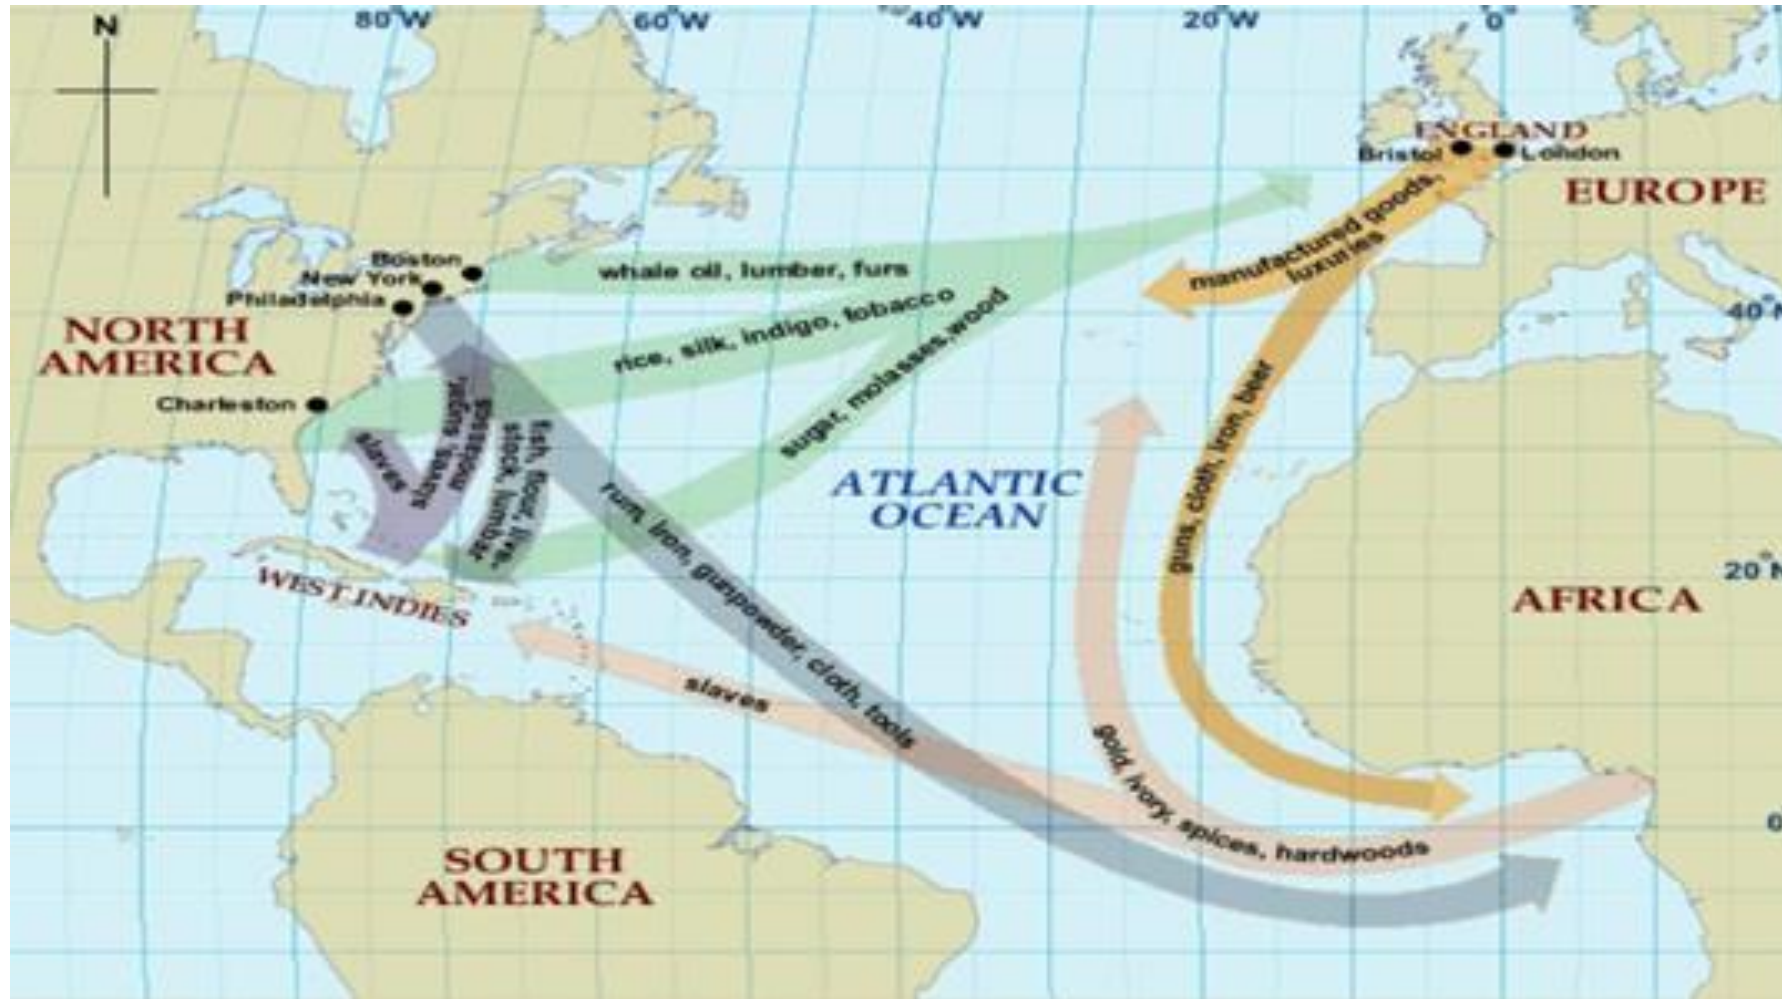 N
80°W
60°W
40°W
20°W
0°
ENGLAND
Bristol
London
EUROPE
manufactured goods,
luxuries
Boston
New York
Philadelphia
whale oil, lumber, furs
rice, silk, indigo, tobacco
sugar, molasses, wood
NORTH
AMERICA
40°N
Charleston
slaves
slaves, sugar,
molasses
fish, flour, live-
stock, lumbar
guns, cloth, iron, beer
ATLANTIC
OCEAN
rum, iron, gunpowder, cloth, tools
WEST INDIES
20°N
AFRICA
slaves
gold, ivory, spices, hardwoods
0
SOUTH
AMERICA